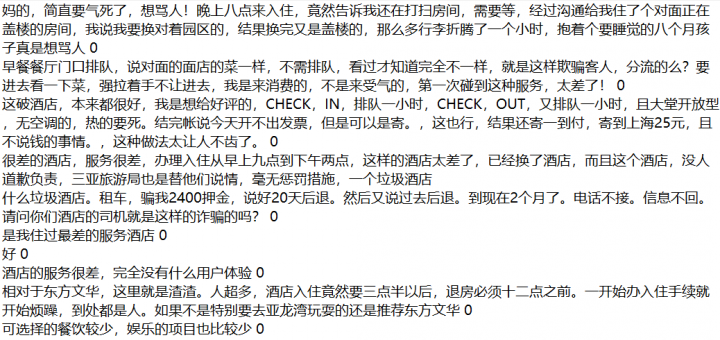 妈的，简直要气死了，想骂人！晚上八点来入住，竟然告诉我还在打扫房间，需要等，经过沟通给我住了个对面正在
盖楼的房间，我说我要换对着园区的，结果换完又是盖楼的，那么多行李折腾了一个小时，抱着个要睡觉的八个月孩
子真是想骂人 0
早餐餐厅门口排队，说对面的面店的菜一样，不需排队，看过才知道完全不一样，就是这样欺骗客人，分流的么？要
进去看一下菜，强拉着手不让进去，我是来消费的，不是来受气的，第一次碰到这种服务，太差了！ 0
这破酒店，本来都很好，我是想给好评的，CHECK，IN，排队一小时，CHECK，OUT，又排队一小时，且大堂开放型
，无空调的，热的要死。结完帐说今天开不出发票，但是可以是寄。，这也行，结果还寄一到付，寄到上海25元，且
不说钱的事情。，这种做法太让人不齿了。 0
很差的酒店，服务很差，办理入住从早上九点到下午两点，这样的酒店太差了，已经换了酒店，而且这个酒店，没人
道歉负责，三亚旅游局也是替他们说情，毫无惩罚措施，一个垃圾酒店
什么垃圾酒店。租车，骗我2400押金，说好20天后退。然后又说过去后退。到现在2个月了。电话不接。信息不回。
请问你们酒店的司机就是这样的诈骗的吗？ 0
是我住过最差的服务酒店 0
好 0
酒店的服务很差，完全没有什么用户体验 0
相对于东方文华，这里就是渣渣。人超多，酒店入住竟然要三点半以后，退房必须十二点之前。一开始办入住手续就
开始烦躁，到处都是人。如果不是特别要去亚龙湾玩耍的还是推荐东方文华 0
可选择的餐饮较少，娱乐的项目也比较少 0